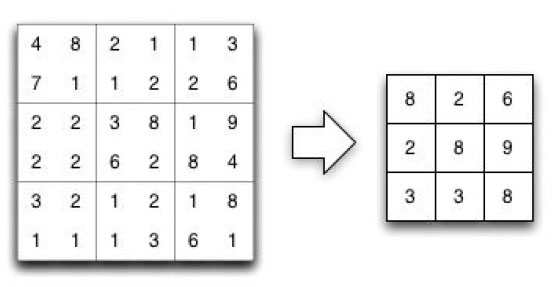 4 8 2 1 1 3
7 1 1 2 2 6
2 2 3 8 1 9
2 2 6 2 8 4
3 2 1 2 1 8
1 1 1 3 6 1
8 2 6
2 8 9
3 3 8